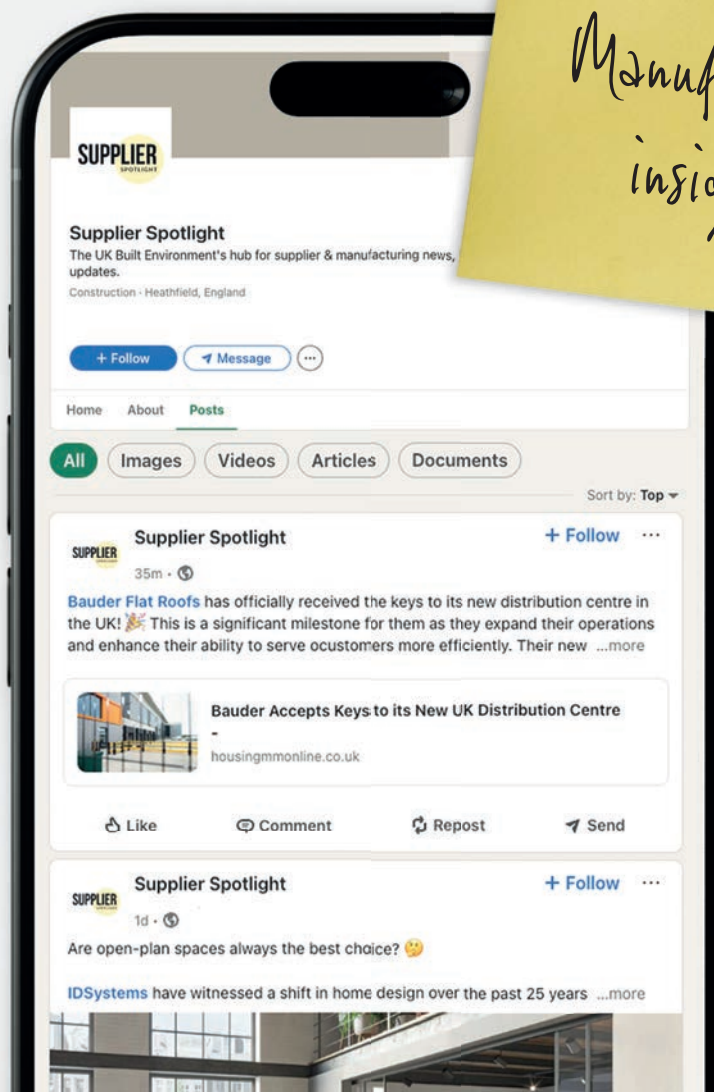 SUPPLIER
SPOTLIGHT
Supplier Spotlight
The UK Built Environment's hub for supplier & manufacturing news,
updates.
Construction · Heathfield, England
+ Follow
Message
Home About Posts
All Images Videos Articles Documents
Sort by: Top
SUPPLIER
Supplier Spotlight
+ Follow
35m
Bauder Flat Roofs has officially received the keys to its new distribution centre in
the UK! 🎉 This is a significant milestone for them as they expand their operations
and enhance their ability to serve ocustomers more efficiently. Their new ...more
Bauder Accepts Keys to its New UK Distribution Centre
-
housingmmonline.co.uk
Like Comment Repost Send
SUPPLIER
Supplier Spotlight
+ Follow
1d
Are open-plan spaces always the best choice? 🤔
IDSystems have witnessed a shift in home design over the past 25 years ...more